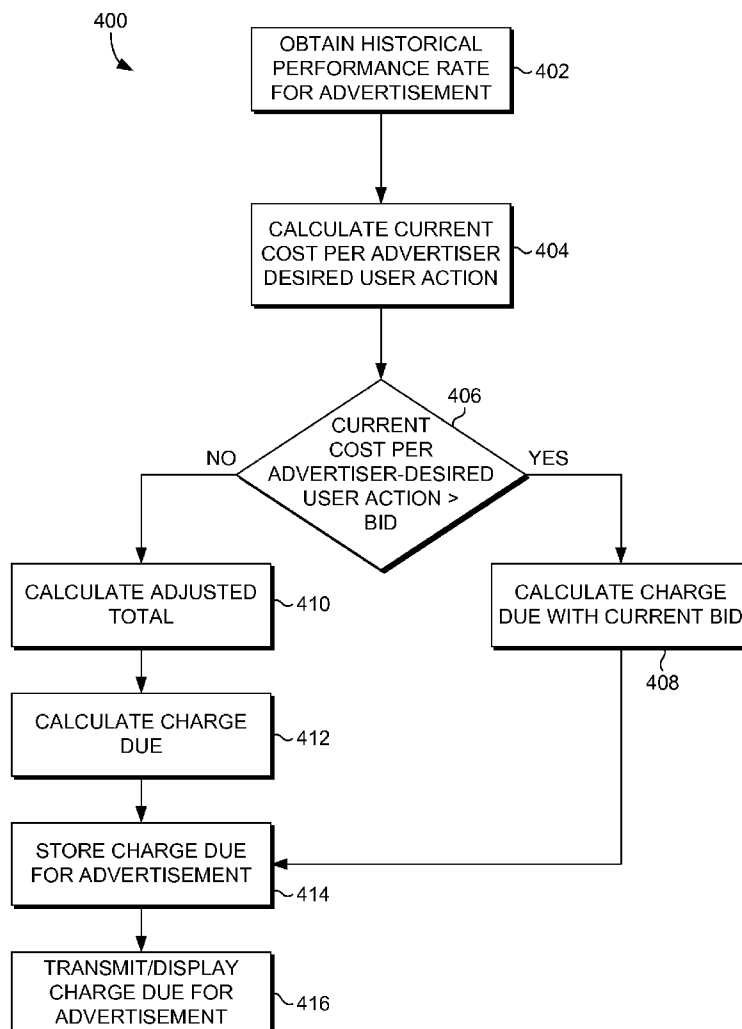 400
OBTAIN HISTORICAL
PERFORMANCE RATE
FOR ADVERTISEMENT
402
CALCULATE CURRENT
COST PER ADVERTISER
DESIRED USER ACTION
404
406
CURRENT
COST PER
ADVERTISER-DESIRED
USER ACTION >
BID
NO
YES
CALCULATE ADJUSTED
TOTAL
410
CALCULATE CHARGE
DUE WITH CURRENT BID
408
CALCULATE CHARGE
DUE
412
STORE CHARGE DUE
FOR ADVERTISEMENT
414
TRANSMIT/DISPLAY
CHARGE DUE FOR
ADVERTISEMENT
416